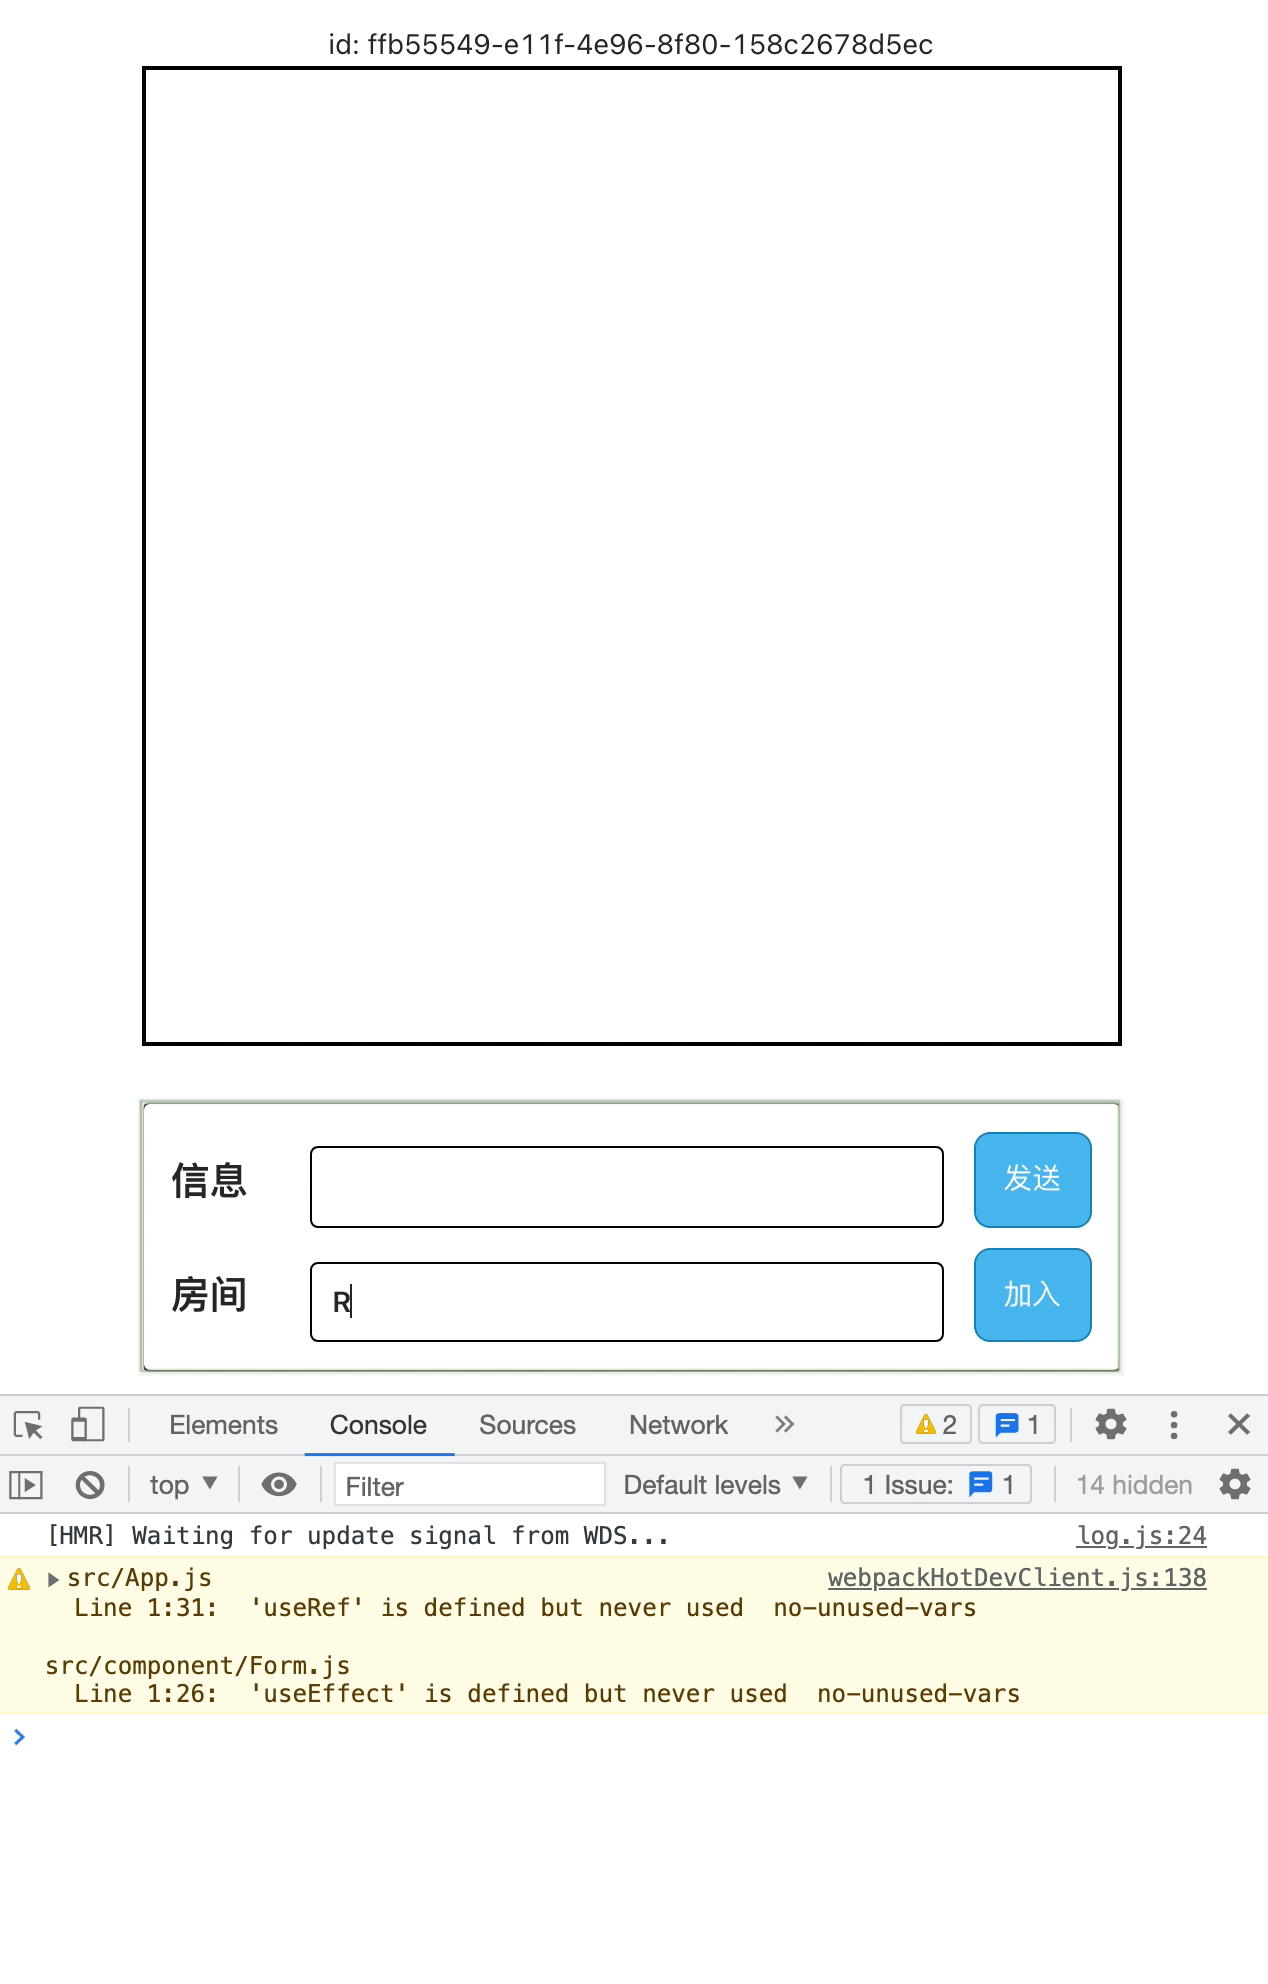 id: ffb55549-e11f-4e96-8f80-158c2678d5ec
信息 发送
房间 R 加入
Elements Console Sources Network 2 1
top Filter Default levels 1 Issue: 1 14 hidden
[HMR] Waiting for update signal from WDS... log.js:24
src/App.js webpackHotDevClient.js:138
Line 1:31: 'useRef' is defined but never used no-unused-vars
src/component/Form.js
Line 1:26: 'useEffect' is defined but never used no-unused-vars